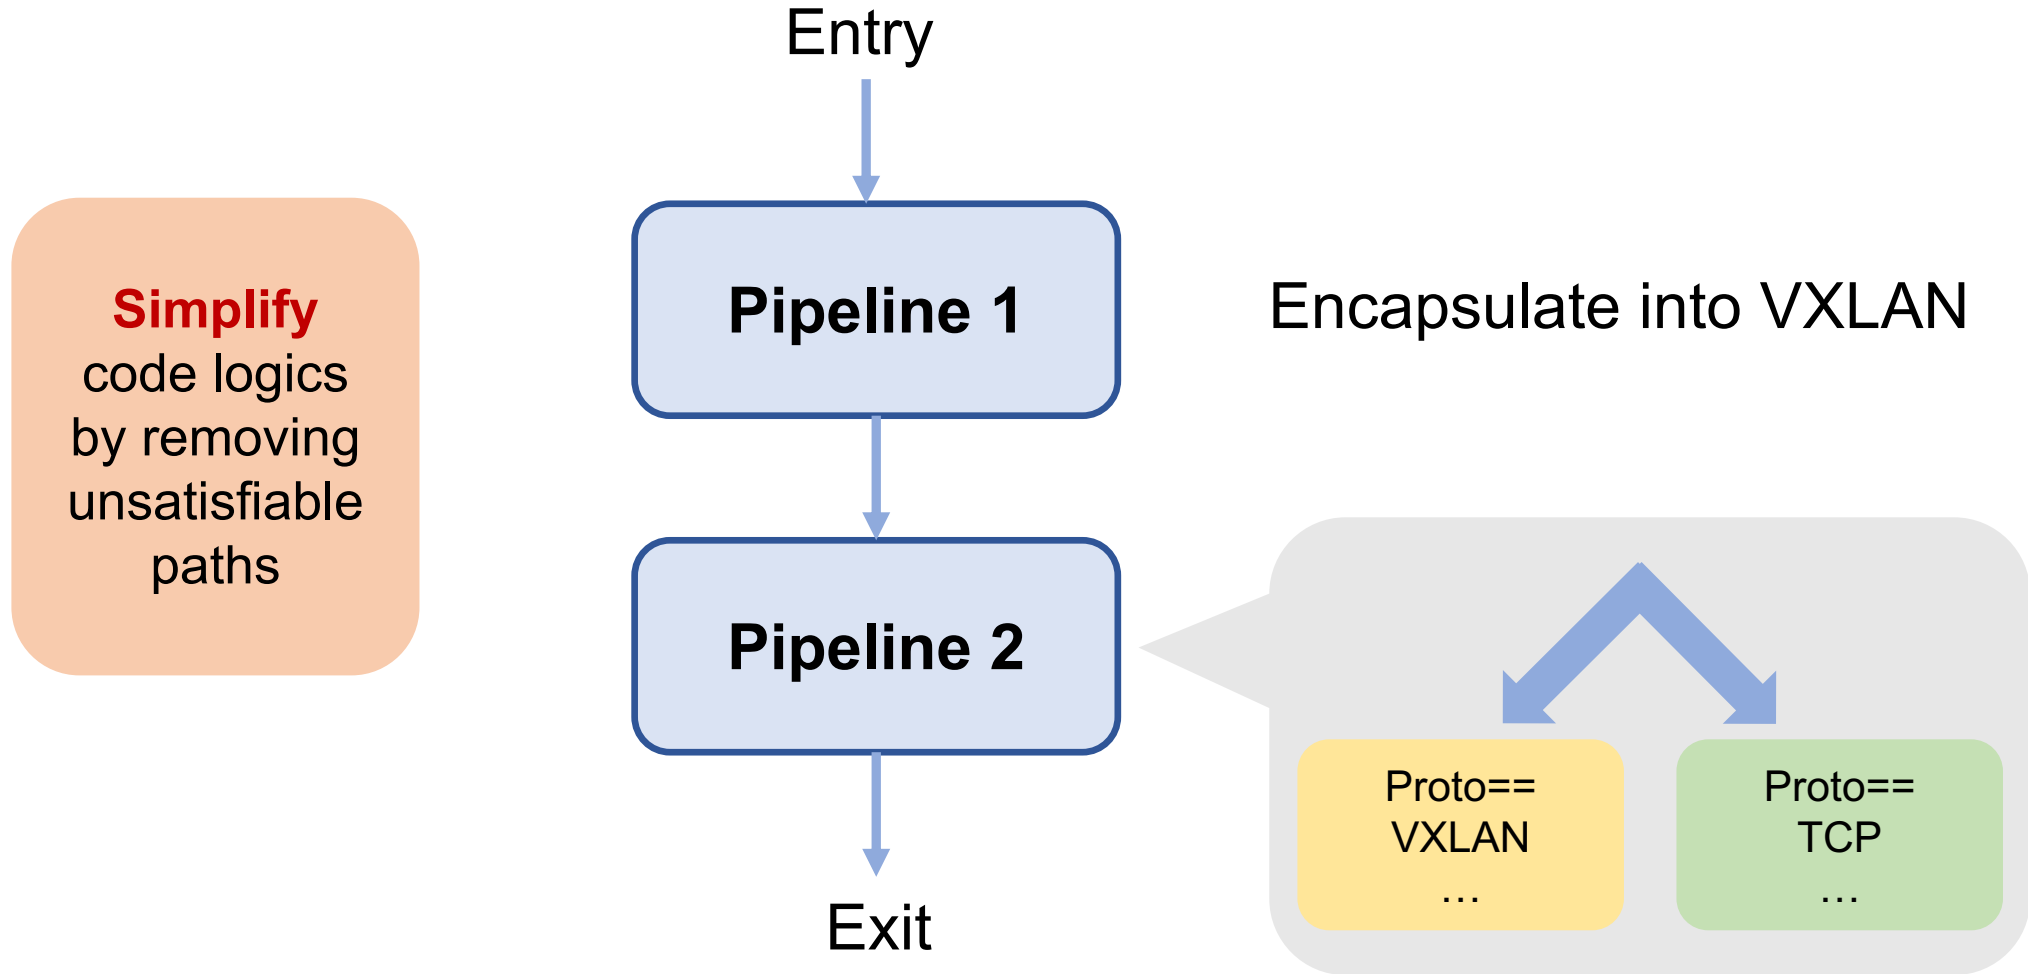 Entry
Simplify
code logics
by removing
unsatisfiable
paths
Pipeline 1
Encapsulate into VXLAN
Pipeline 2
Proto==
VXLAN
...
Proto==
TCP
...
Exit